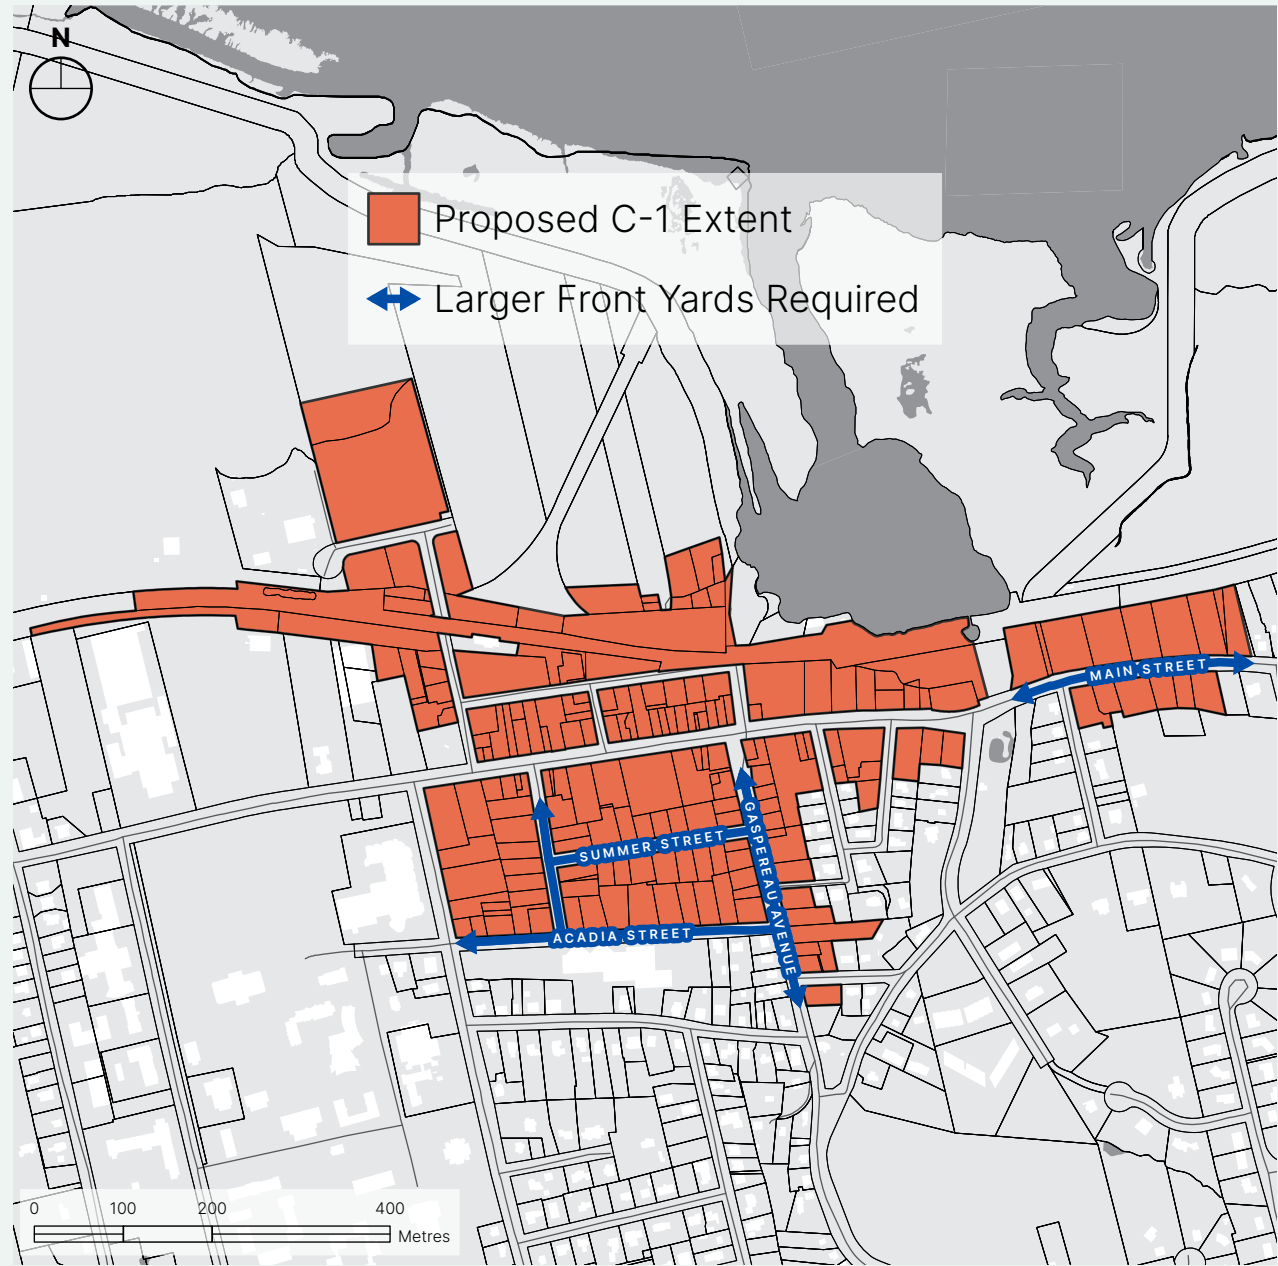 N
Proposed C-1 Extent
Larger Front Yards Required
MAIN STREET
SUMMER STREET
GASPEREAU AVENUE
ACADIA STREET
0 100 200 400
Metres